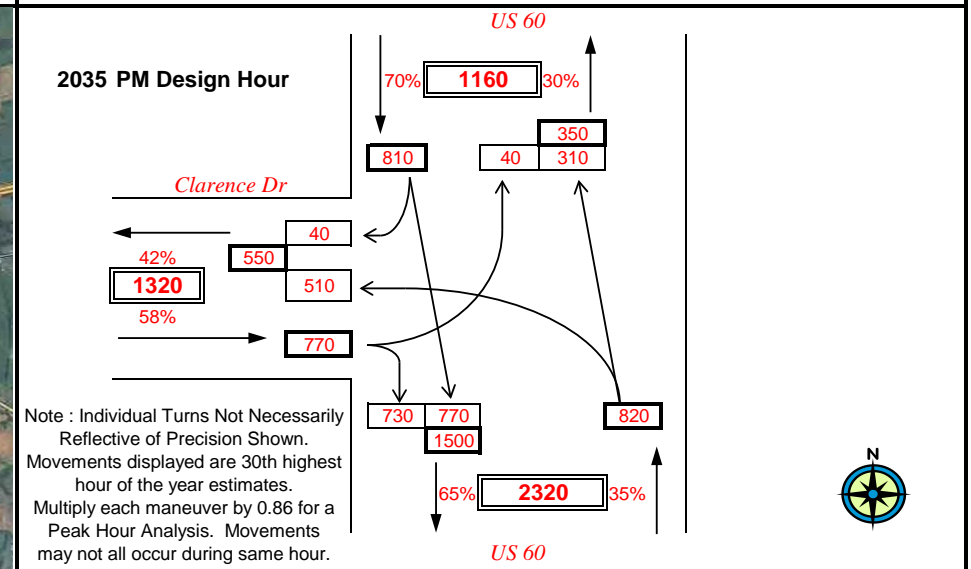 US 60
2035 PM Design Hour
70% 1160 30%
350
810 40 310
Clarence Dr
40
42% 550
1320 510
58%
770
730 770 820
1500
Note : Individual Turns Not Necessarily
Reflective of Precision Shown.
Movements displayed are 30th highest
hour of the year estimates.
Multiply each maneuver by 0.86 for a
Peak Hour Analysis. Movements
may not all occur during same hour.
65% 2320 35%
US 60
N